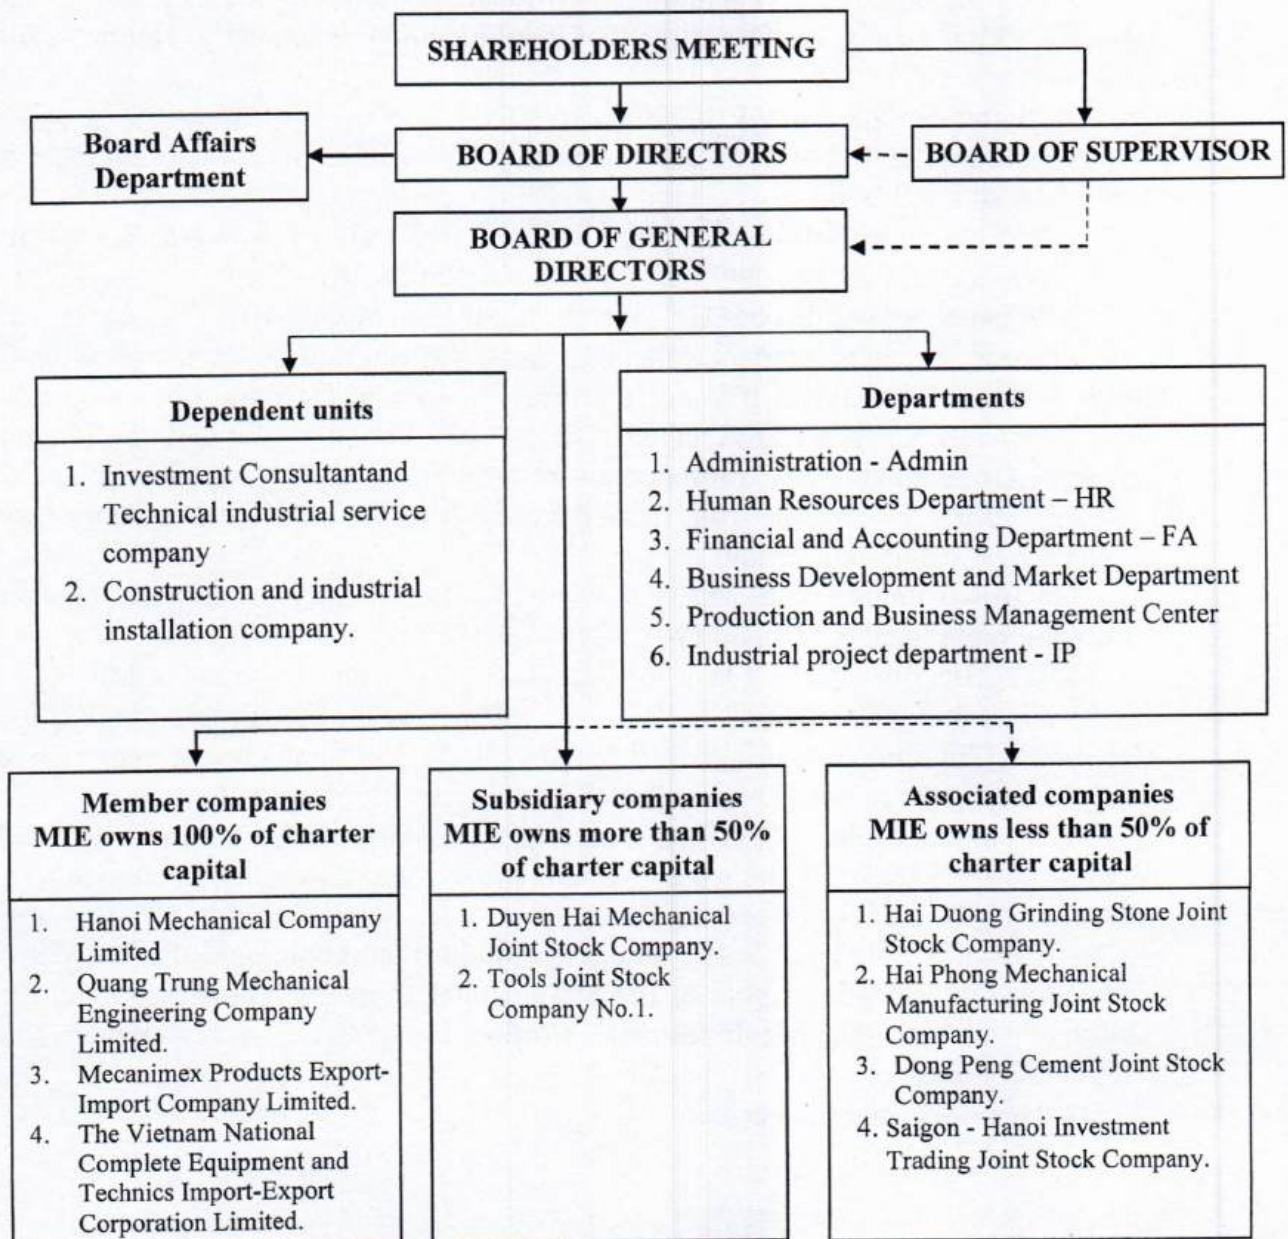 SHAREHOLDERS MEETING
Board Affairs
Department
BOARD OF DIRECTORS
BOARD OF SUPERVISOR
BOARD OF GENERAL
DIRECTORS
Dependent units
1. Investment Consultantand
Technical industrial service
company
2. Construction and industrial
installation company.
Departments
1. Administration - Admin
2. Human Resources Department – HR
3. Financial and Accounting Department – FA
4. Business Development and Market Department
5. Production and Business Management Center
6. Industrial project department - IP
Member companies
MIE owns 100% of charter
capital
1. Hanoi Mechanical Company
Limited
2. Quang Trung Mechanical
Engineering Company
Limited.
3. Mecanimex Products Export-
Import Company Limited.
4. The Vietnam National
Complete Equipment and
Technics Import-Export
Corporation Limited.
Subsidiary companies
MIE owns more than 50%
of charter capital
1. Duyen Hai Mechanical
Joint Stock Company.
2. Tools Joint Stock
Company No.1.
Associated companies
MIE owns less than 50% of
charter capital
1. Hai Duong Grinding Stone Joint
Stock Company.
2. Hai Phong Mechanical
Manufacturing Joint Stock
Company.
3. Dong Peng Cement Joint Stock
Company.
4. Saigon - Hanoi Investment
Trading Joint Stock Company.